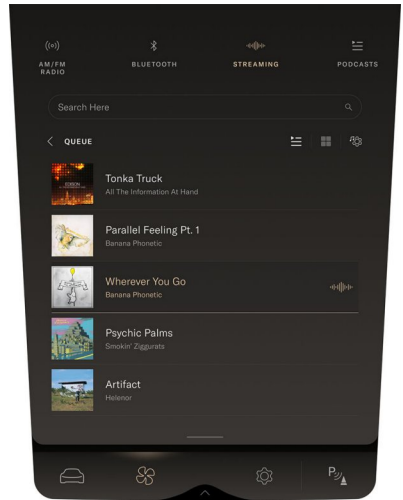 AM/FM
RADIO
BLUETOOTH
STREAMING
PODCASTS
Search Here
QUEUE
EDISON
Tonka Truck
All The Information At Hand
Parallel Feeling Pt. 1
Banana Phonetic
Wherever You Go
Banana Phonetic
Psychic Palms
Smokin' Ziggurats
Artifact
Helenor
P